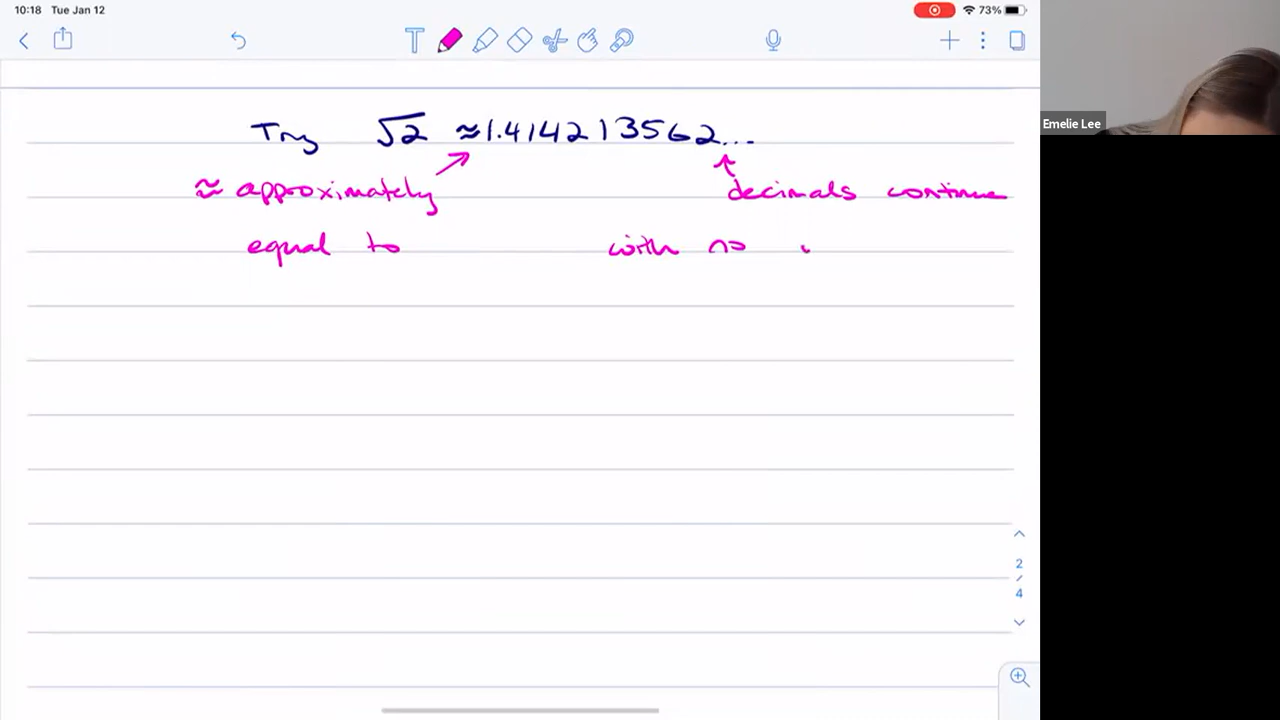 10:18 Tue Jan 12
73%
T
Try √2 ≈1.414213562...
≈ approximately
decimals continue
equal to
with no
2
4
Emelie Lee